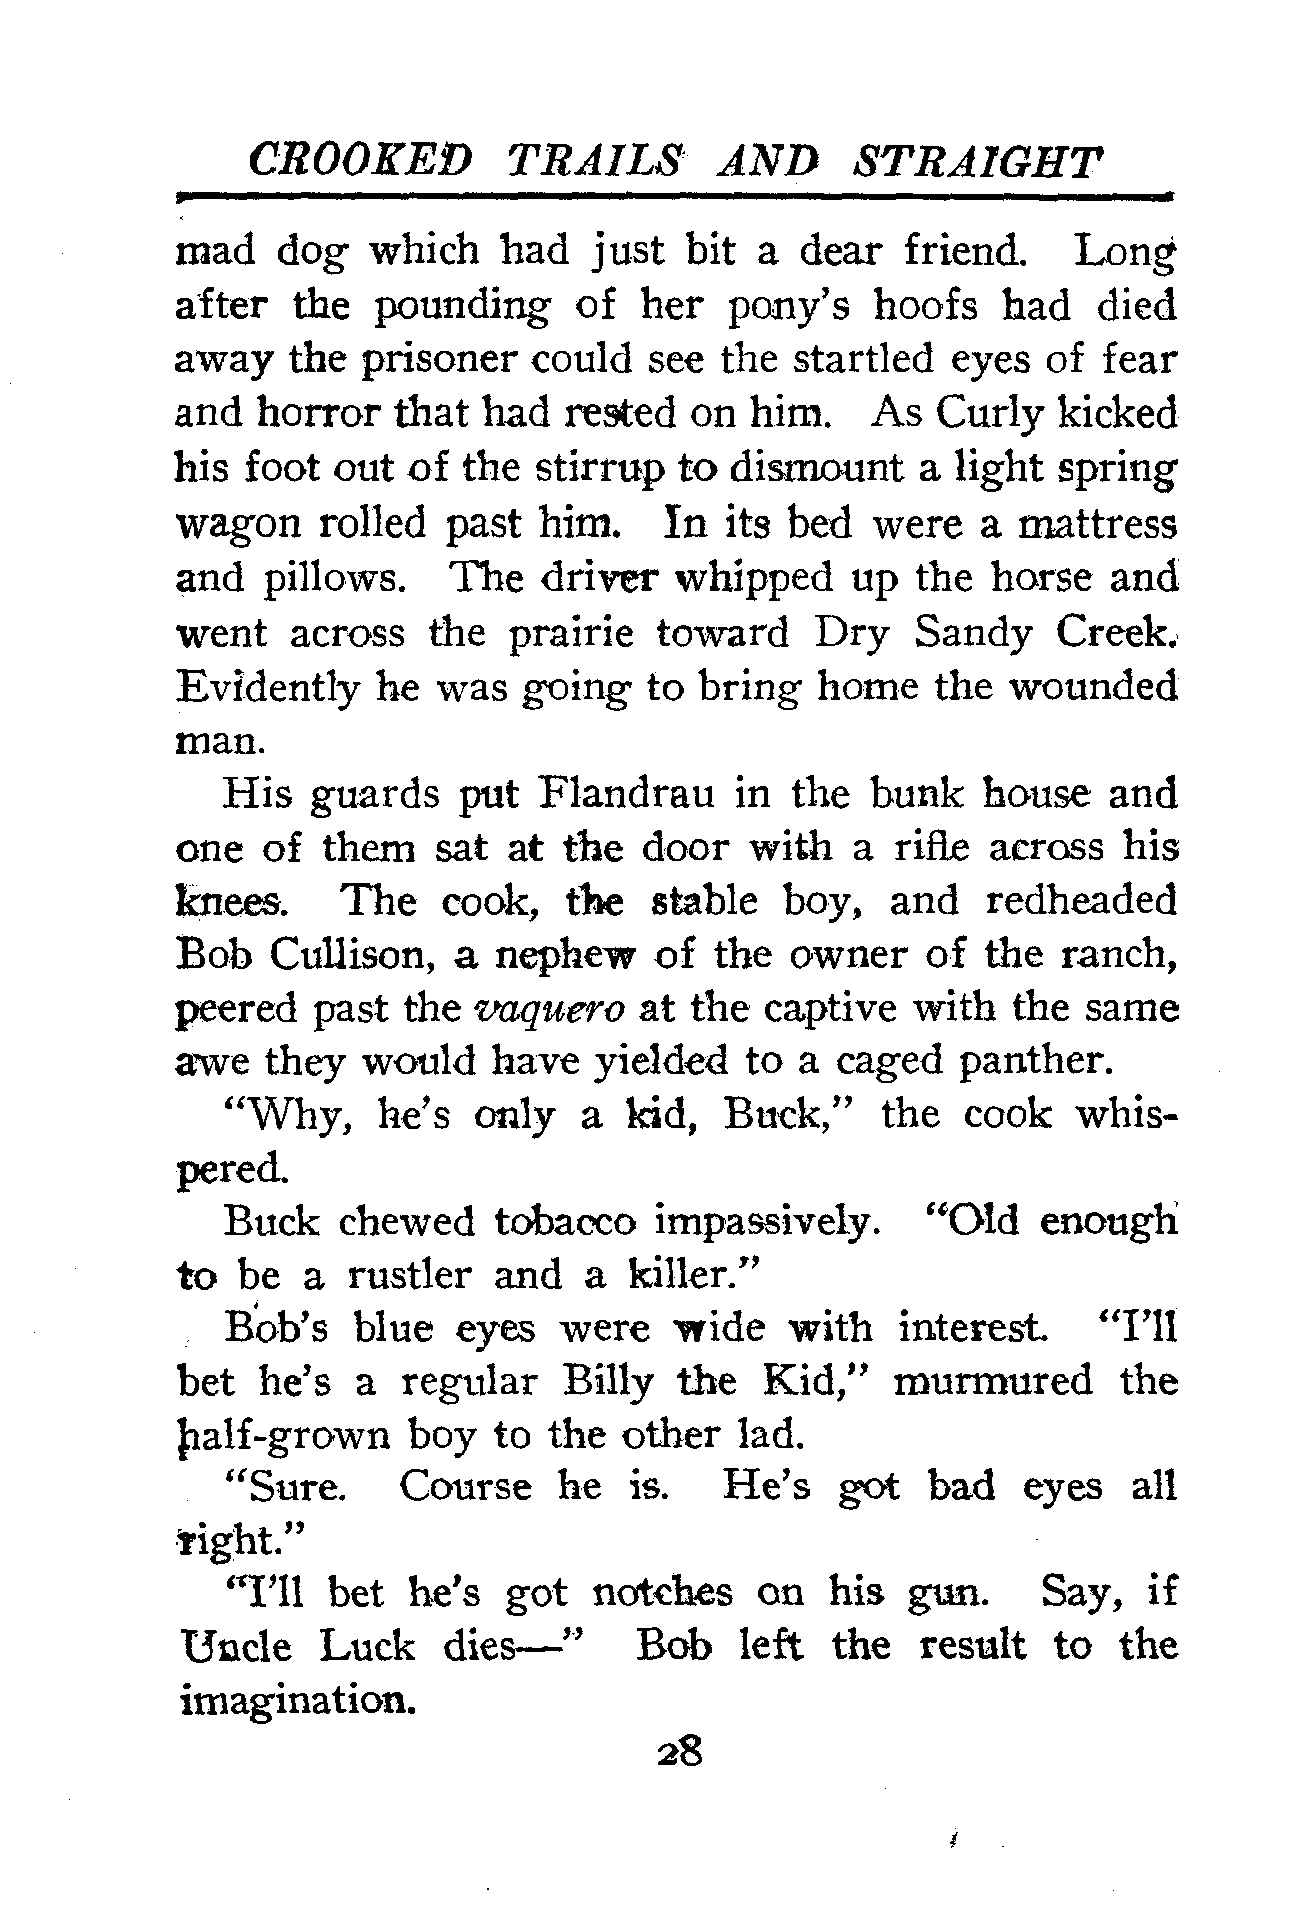 CROOKED TRAILS AND STRAIGHT
mad dog which had just bit a dear friend. Long
after the pounding of her pony's hoofs had died
away the prisoner could see the startled eyes of fear
and horror that had rested on him. As Curly kicked
his foot out of the stirrup to dismount a light spring
wagon rolled past him. In its bed were a mattress
and pillows. The driver whipped up the horse and
went across the prairie toward Dry Sandy Creek.
Evidently he was going to bring home the wounded
man.
His guards put Flandrau in the bunk house and
one of them sat at the door with a rifle across his
knees. The cook, the stable boy, and redheaded
Bob Cullison, a nephew of the owner of the ranch,
peered past the vaquero at the captive with the same
awe they would have yielded to a caged panther.
“Why, he's only a kid, Buck,” the cook whis-
pered.
Buck chewed tobacco impassively. “Old enough
to be a rustler and a killer.”
Bob's blue eyes were wide with interest. “I'll
bet he's a regular Billy the Kid,” murmured the
half-grown boy to the other lad.
“Sure. Course he is. He's got bad eyes all
right.”
“I'll bet he's got notches on his gun. Say, if
Uncle Luck dies—” Bob left the result to the
imagination.
28